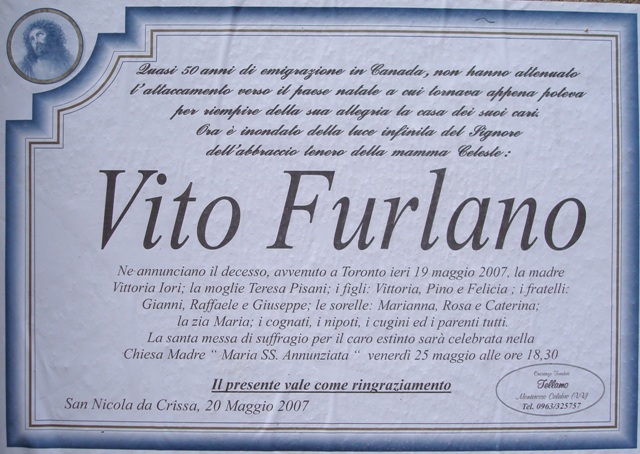 Quasi 50 anni di emigrazione in Canada, non hanno attenuato
l'attaccamento verso il paese natale a cui tornava appena poteva
per riempire della sua allegria la casa dei suoi cari.
Ora è inondato della luce infinita del Signore
dell'abbraccio tenero della mamma Celeste:
Vito Furlano
Ne annunciano il decesso, avvenuto a Toronto ieri 19 maggio 2007, la madre
Vittoria Iori; la moglie Teresa Pisani; i figli: Vittoria, Pino e Felicia ; i fratelli:
Gianni, Raffaele e Giuseppe; le sorelle: Marianna, Rosa e Caterina;
la zia Maria; i cognati, i nipoti, i cugini ed i parenti tutti.
La santa messa di suffragio per il caro estinto sarà celebrata nella
Chiesa Madre “ Maria SS. Annunziata “ venerdì 25 maggio alle ore 18,30
Il presente vale come ringraziamento
San Nicola da Crissa, 20 Maggio 2007
Onoranze Funebri
Tellamo
Monterosso Calabro (VV)
Tel. 0963/325757